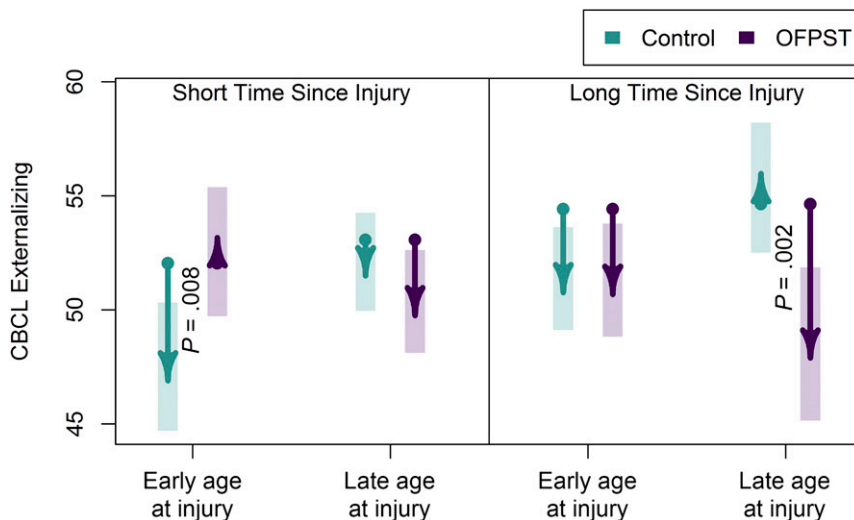 Control OFPST
Short Time Since Injury
Long Time Since Injury
CBCL Externalizing
60
55
50
45
P = .008
P = .002
Early age
at injury
Late age
at injury
Early age
at injury
Late age
at injury